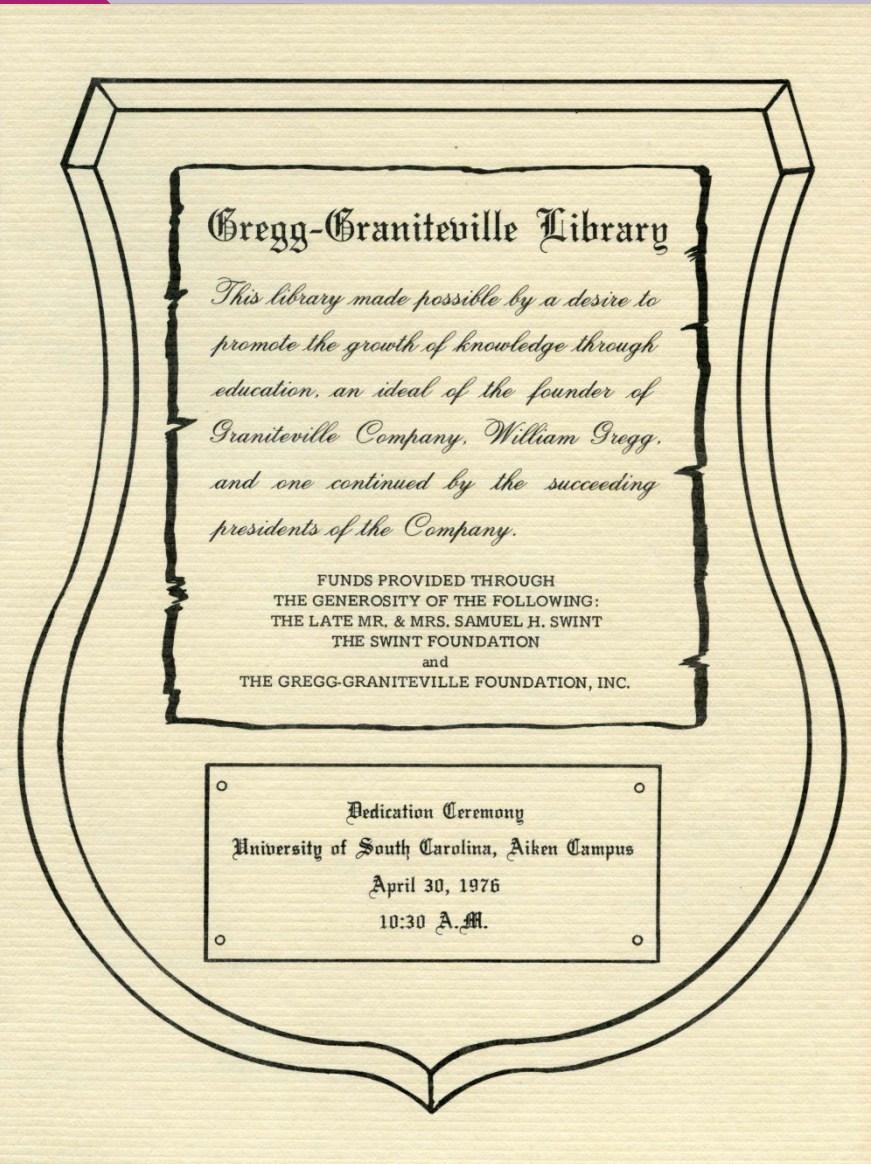 Gregg-Graniteville Library
This library made possible by a desire to
promote the growth of knowledge through
education, an ideal of the founder of
Graniteville Company, William Gregg,
and one continued by the succeeding
presidents of the Company.
FUNDS PROVIDED THROUGH
THE GENEROSITY OF THE FOLLOWING:
THE LATE MR. & MRS. SAMUEL H. SWINT
THE SWINT FOUNDATION
and
THE GREGG-GRANITEVILLE FOUNDATION, INC.
Dedication Ceremony
University of South Carolina, Aiken Campus
April 30, 1976
10:30 A.M.